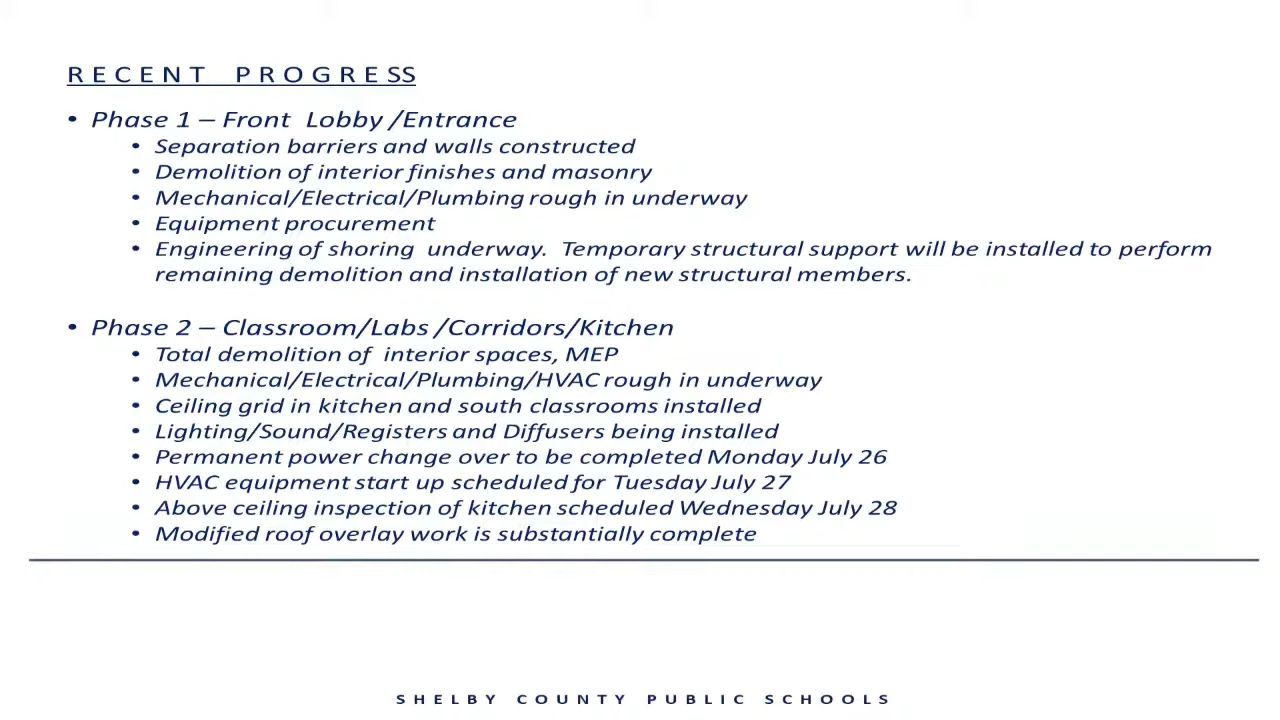 RECENT PROGRESS
• Phase 1 – Front Lobby /Entrance
• Separation barriers and walls constructed
• Demolition of interior finishes and masonry
• Mechanical/Electrical/Plumbing rough in underway
• Equipment procurement
• Engineering of shoring underway. Temporary structural support will be installed to perform
remaining demolition and installation of new structural members.
• Phase 2 – Classroom/Labs /Corridors/Kitchen
• Total demolition of interior spaces, MEP
• Mechanical/Electrical/Plumbing/HVAC rough in underway
• Ceiling grid in kitchen and south classrooms installed
• Lighting/Sound/Registers and Diffusers being installed
• Permanent power change over to be completed Monday July 26
• HVAC equipment start up scheduled for Tuesday July 27
• Above ceiling inspection of kitchen scheduled Wednesday July 28
• Modified roof overlay work is substantially complete
SHELBY COUNTY PUBLIC SCHOOLS